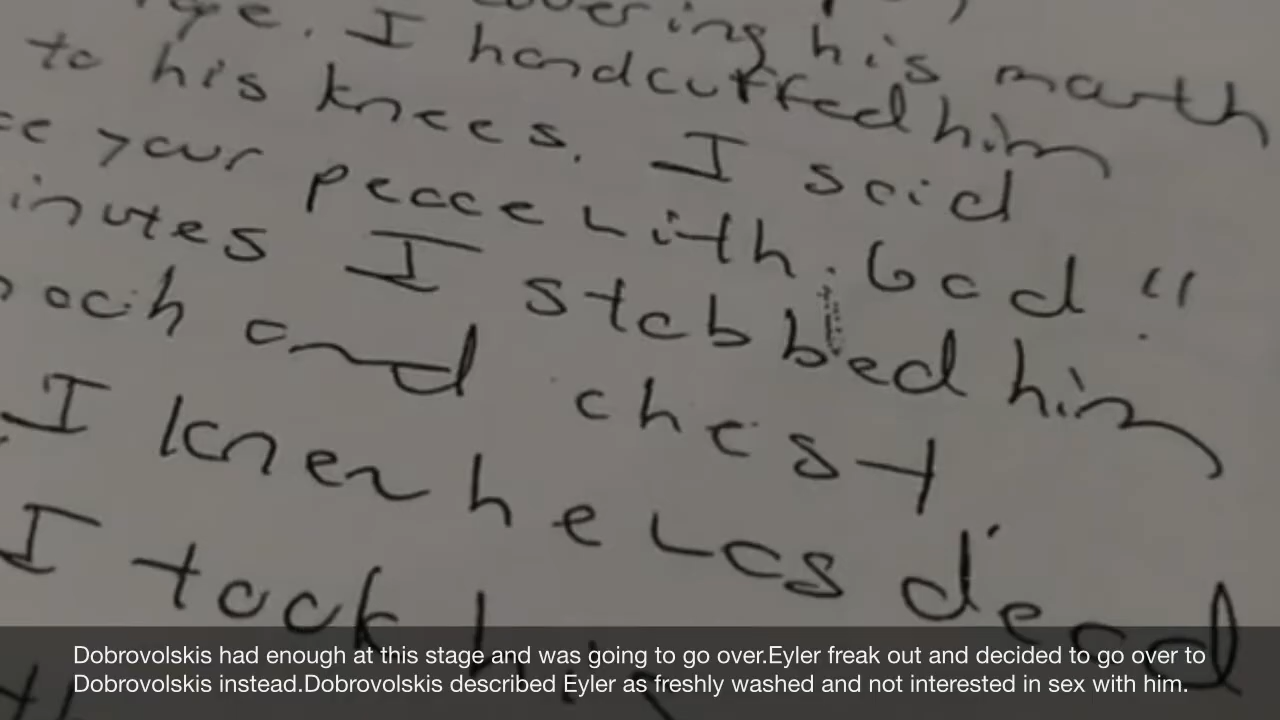 ering his mouth
. I handcuffed him
to his knees. I said
your peace with God"
inutes I stabbed him
and chest
I knew he was dead
I took
Dobrovolskis had enough at this stage and was going to go over.Eyler freak out and decided to go over to
Dobrovolskis instead.Dobrovolskis described Eyler as freshly washed and not interested in sex with him.